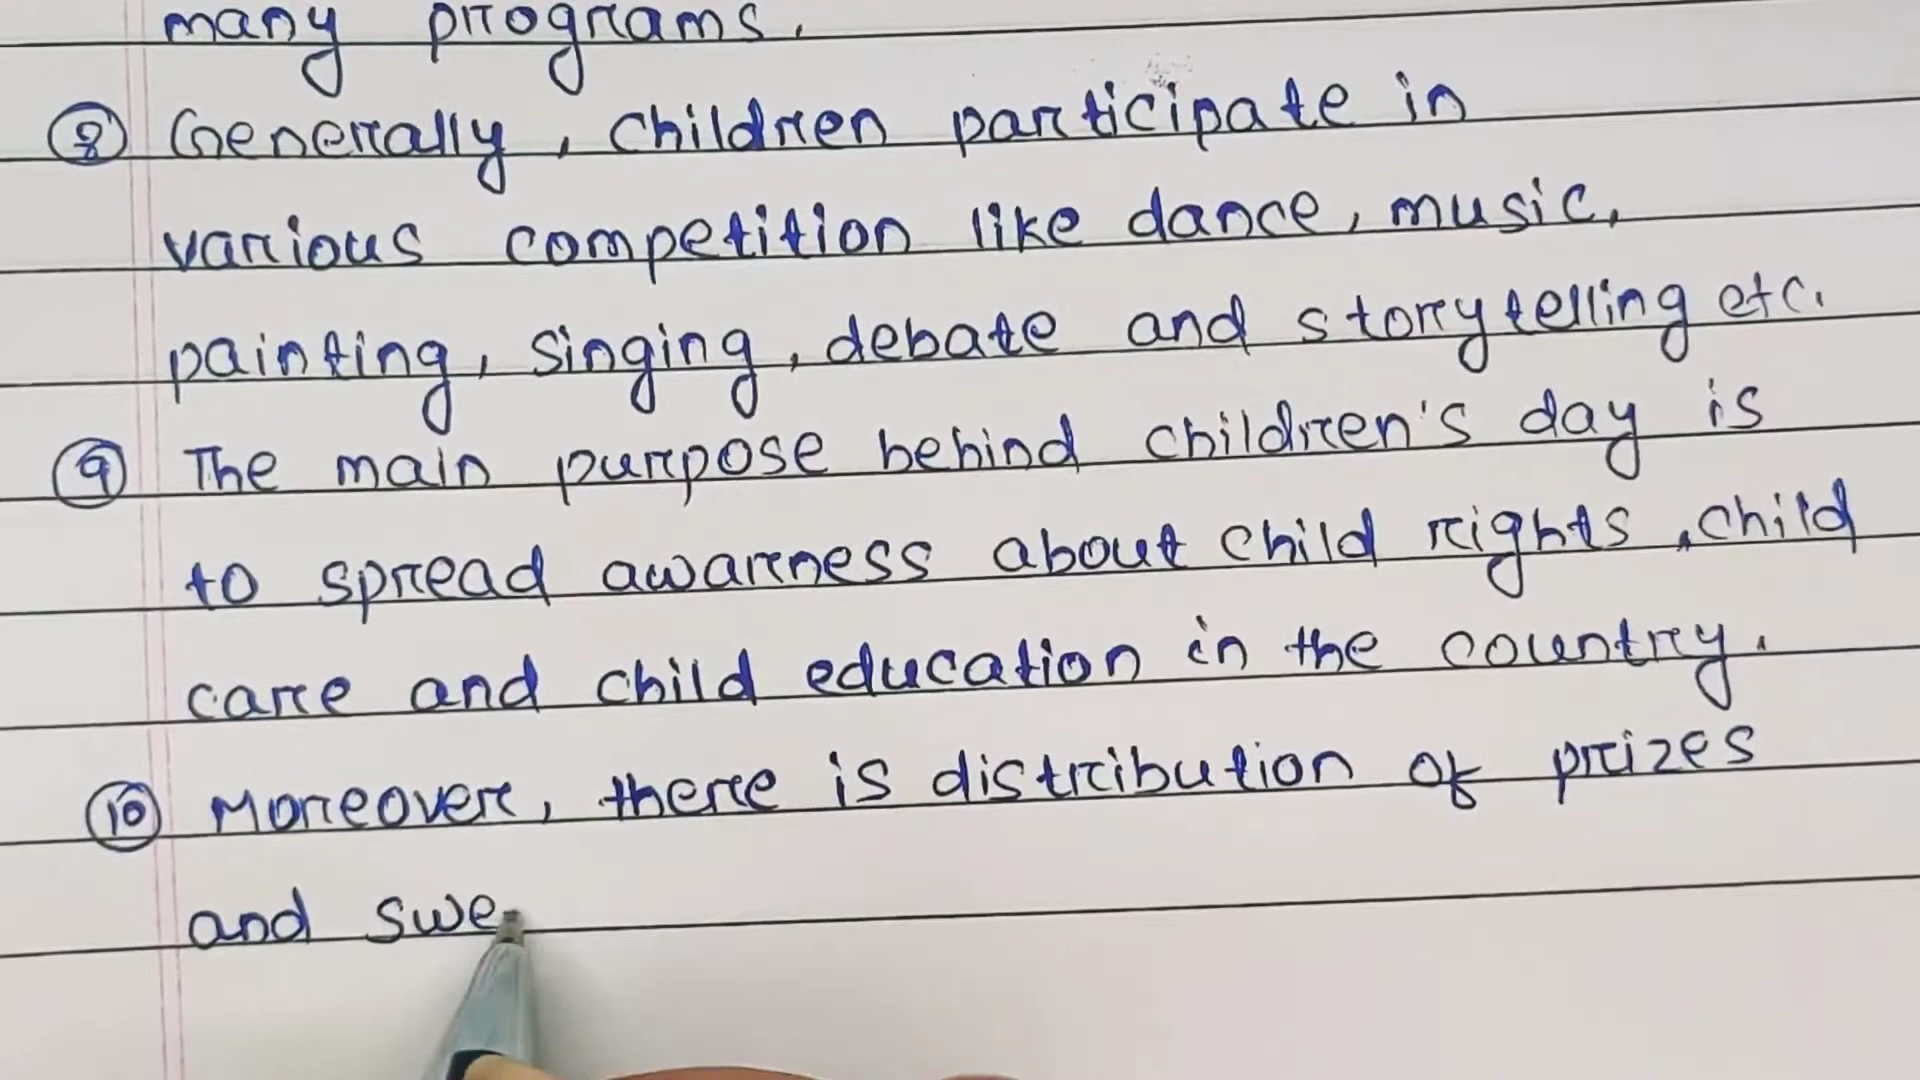 many programs.
⑧ Generally, children participate in
various competition like dance, music,
painting, singing, debate and storytelling etc.
⑨ The main purpose behind children's day is
to spread awarness about child rights, child
care and child education in the country.
⑩ Moreover, there is distribution of prizes
and swe